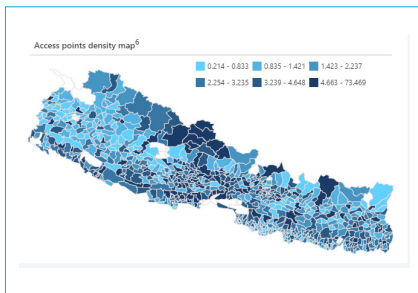 Access points density map6
0.214 - 0.833 0.835 - 1.421 1.423 - 2.237
2.254 - 3.235 3.239 - 4.648 4.663 - 73.469